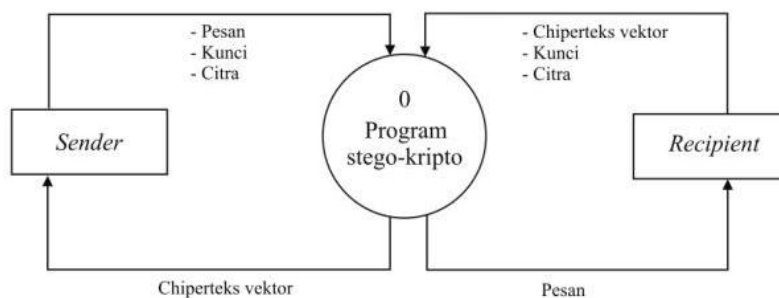 - Pesan
- Kunci
- Citra
- Chiperteks vektor
- Kunci
- Citra
Sender
0
Program
stego-kripto
Recipient
Chiperteks vektor
Pesan